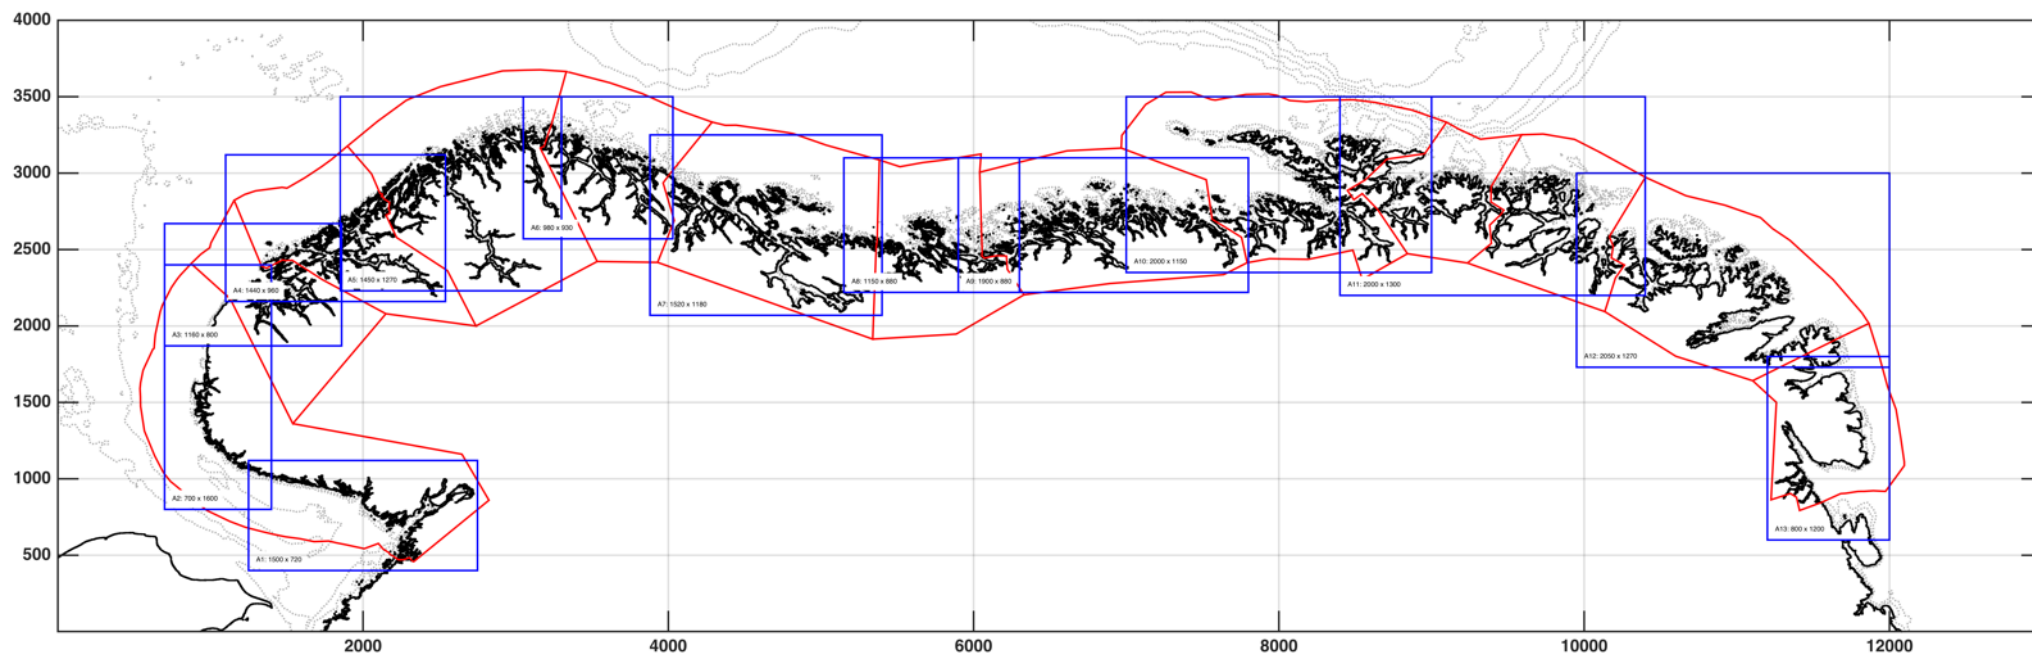 4000
3500
3000
2500
2000
1500
1000
500
A6: 980 x 930
A10: 2000 x 1150
A5: 1450 x 1270
A8: 1150 x 880
A9: 1900 x 880
A4: 1440 x 960
A11: 2000 x 1300
A7: 1520 x 1180
A3: 1160 x 800
A12: 2050 x 1270
A2: 700 x 1600
A13: 800 x 1200
A1: 1500 x 720
2000 4000 6000 8000 10000 12000